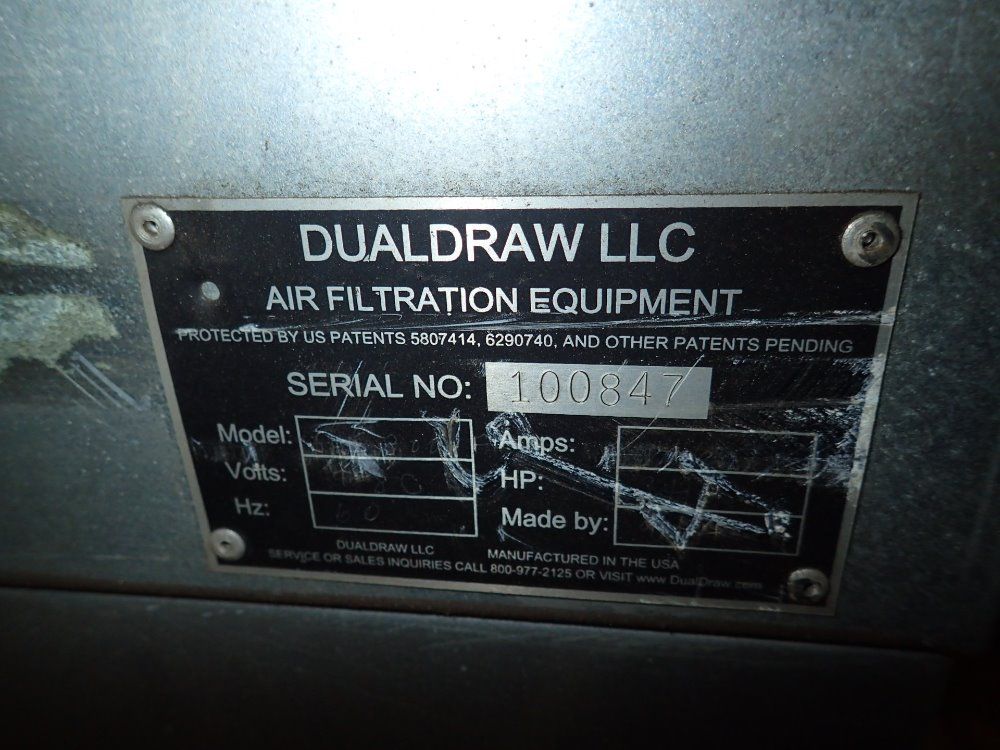 DUALDRAW LLC
AIR FILTRATION EQUIPMENT
PROTECTED BY US PATENTS 5807414, 6290740, AND OTHER PATENTS PENDING
SERIAL NO: 100847
Model:
Volts:
Hz: 60
Amps:
HP:
Made by:
DUALDRAW LLC MANUFACTURED IN THE USA
SERVICE OR SALES INQUIRIES CALL 800-977-2125 OR VISIT www.DualDraw.com